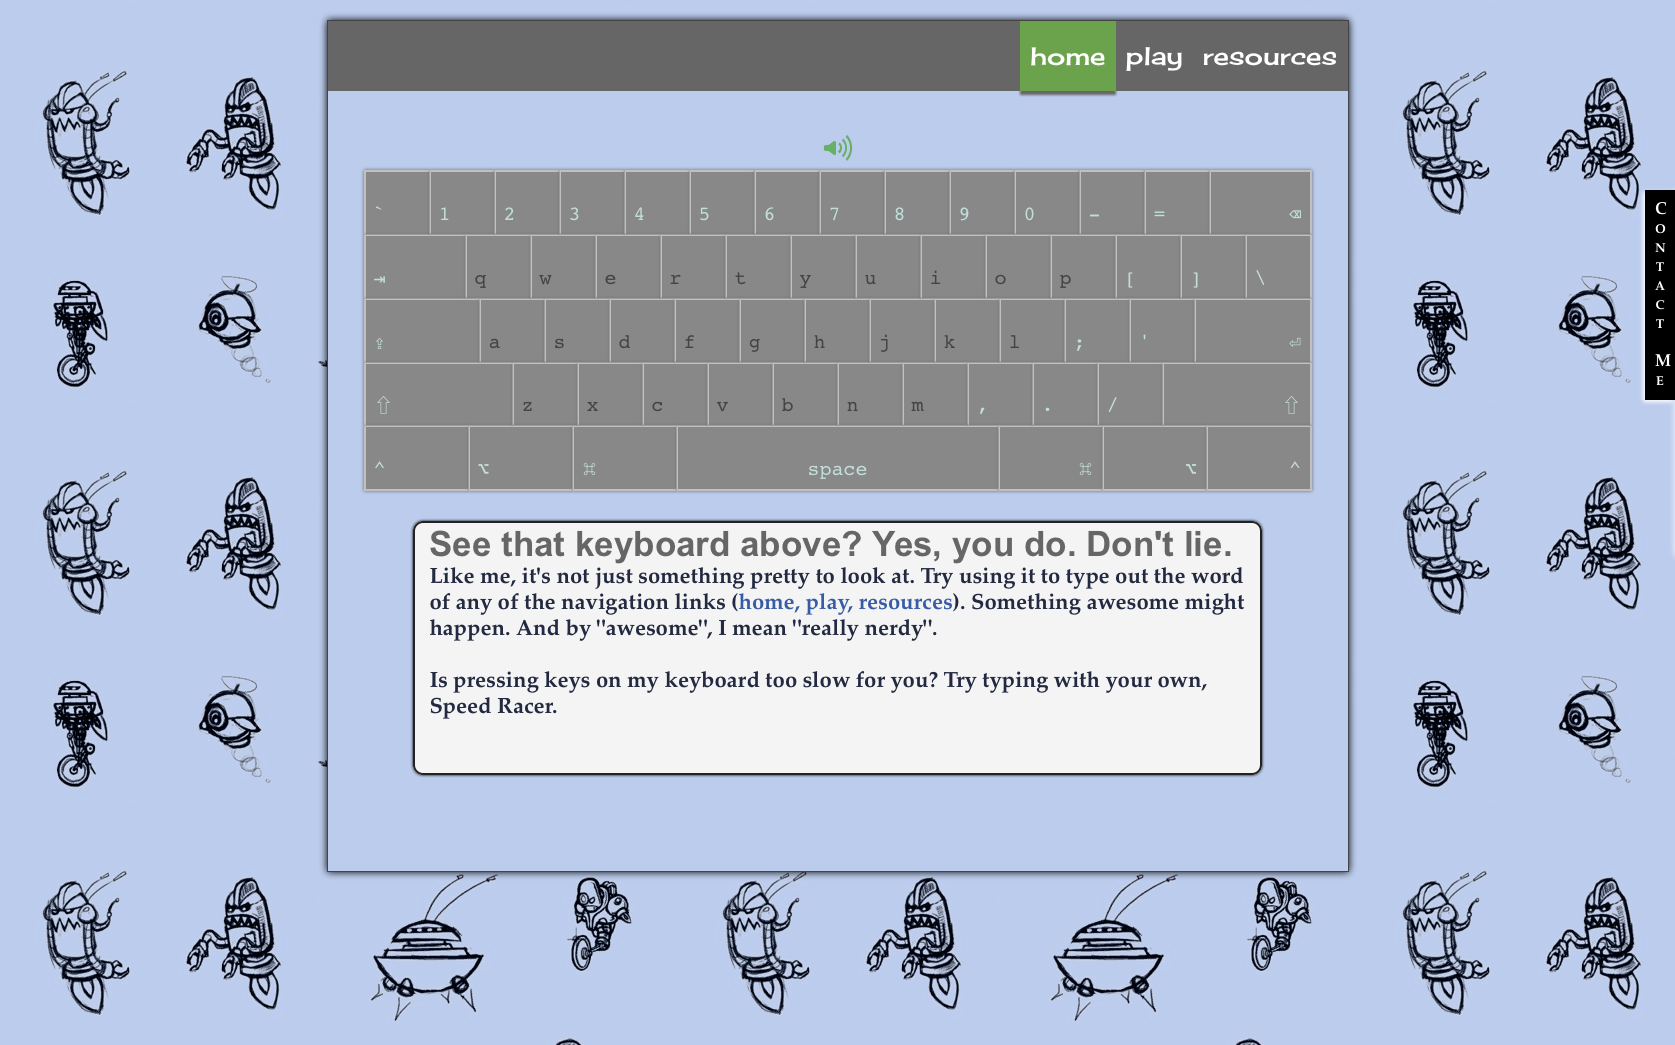 home play resources
` 1 2 3 4 5 6 7 8 9 0 - = ⌫
⇥ q w e r t y u i o p [ ] \
⇪ a s d f g h j k l ; ' ⏎
⇧ z x c v b n m , . / ⇧
^ ⌥ ⌘ space ⌘ ⌥ ^
See that keyboard above? Yes, you do. Don't lie.
Like me, it's not just something pretty to look at. Try using it to type out the word
of any of the navigation links (home, play, resources). Something awesome might
happen. And by "awesome", I mean "really nerdy".
Is pressing keys on my keyboard too slow for you? Try typing with your own,
Speed Racer.
CONTACT ME